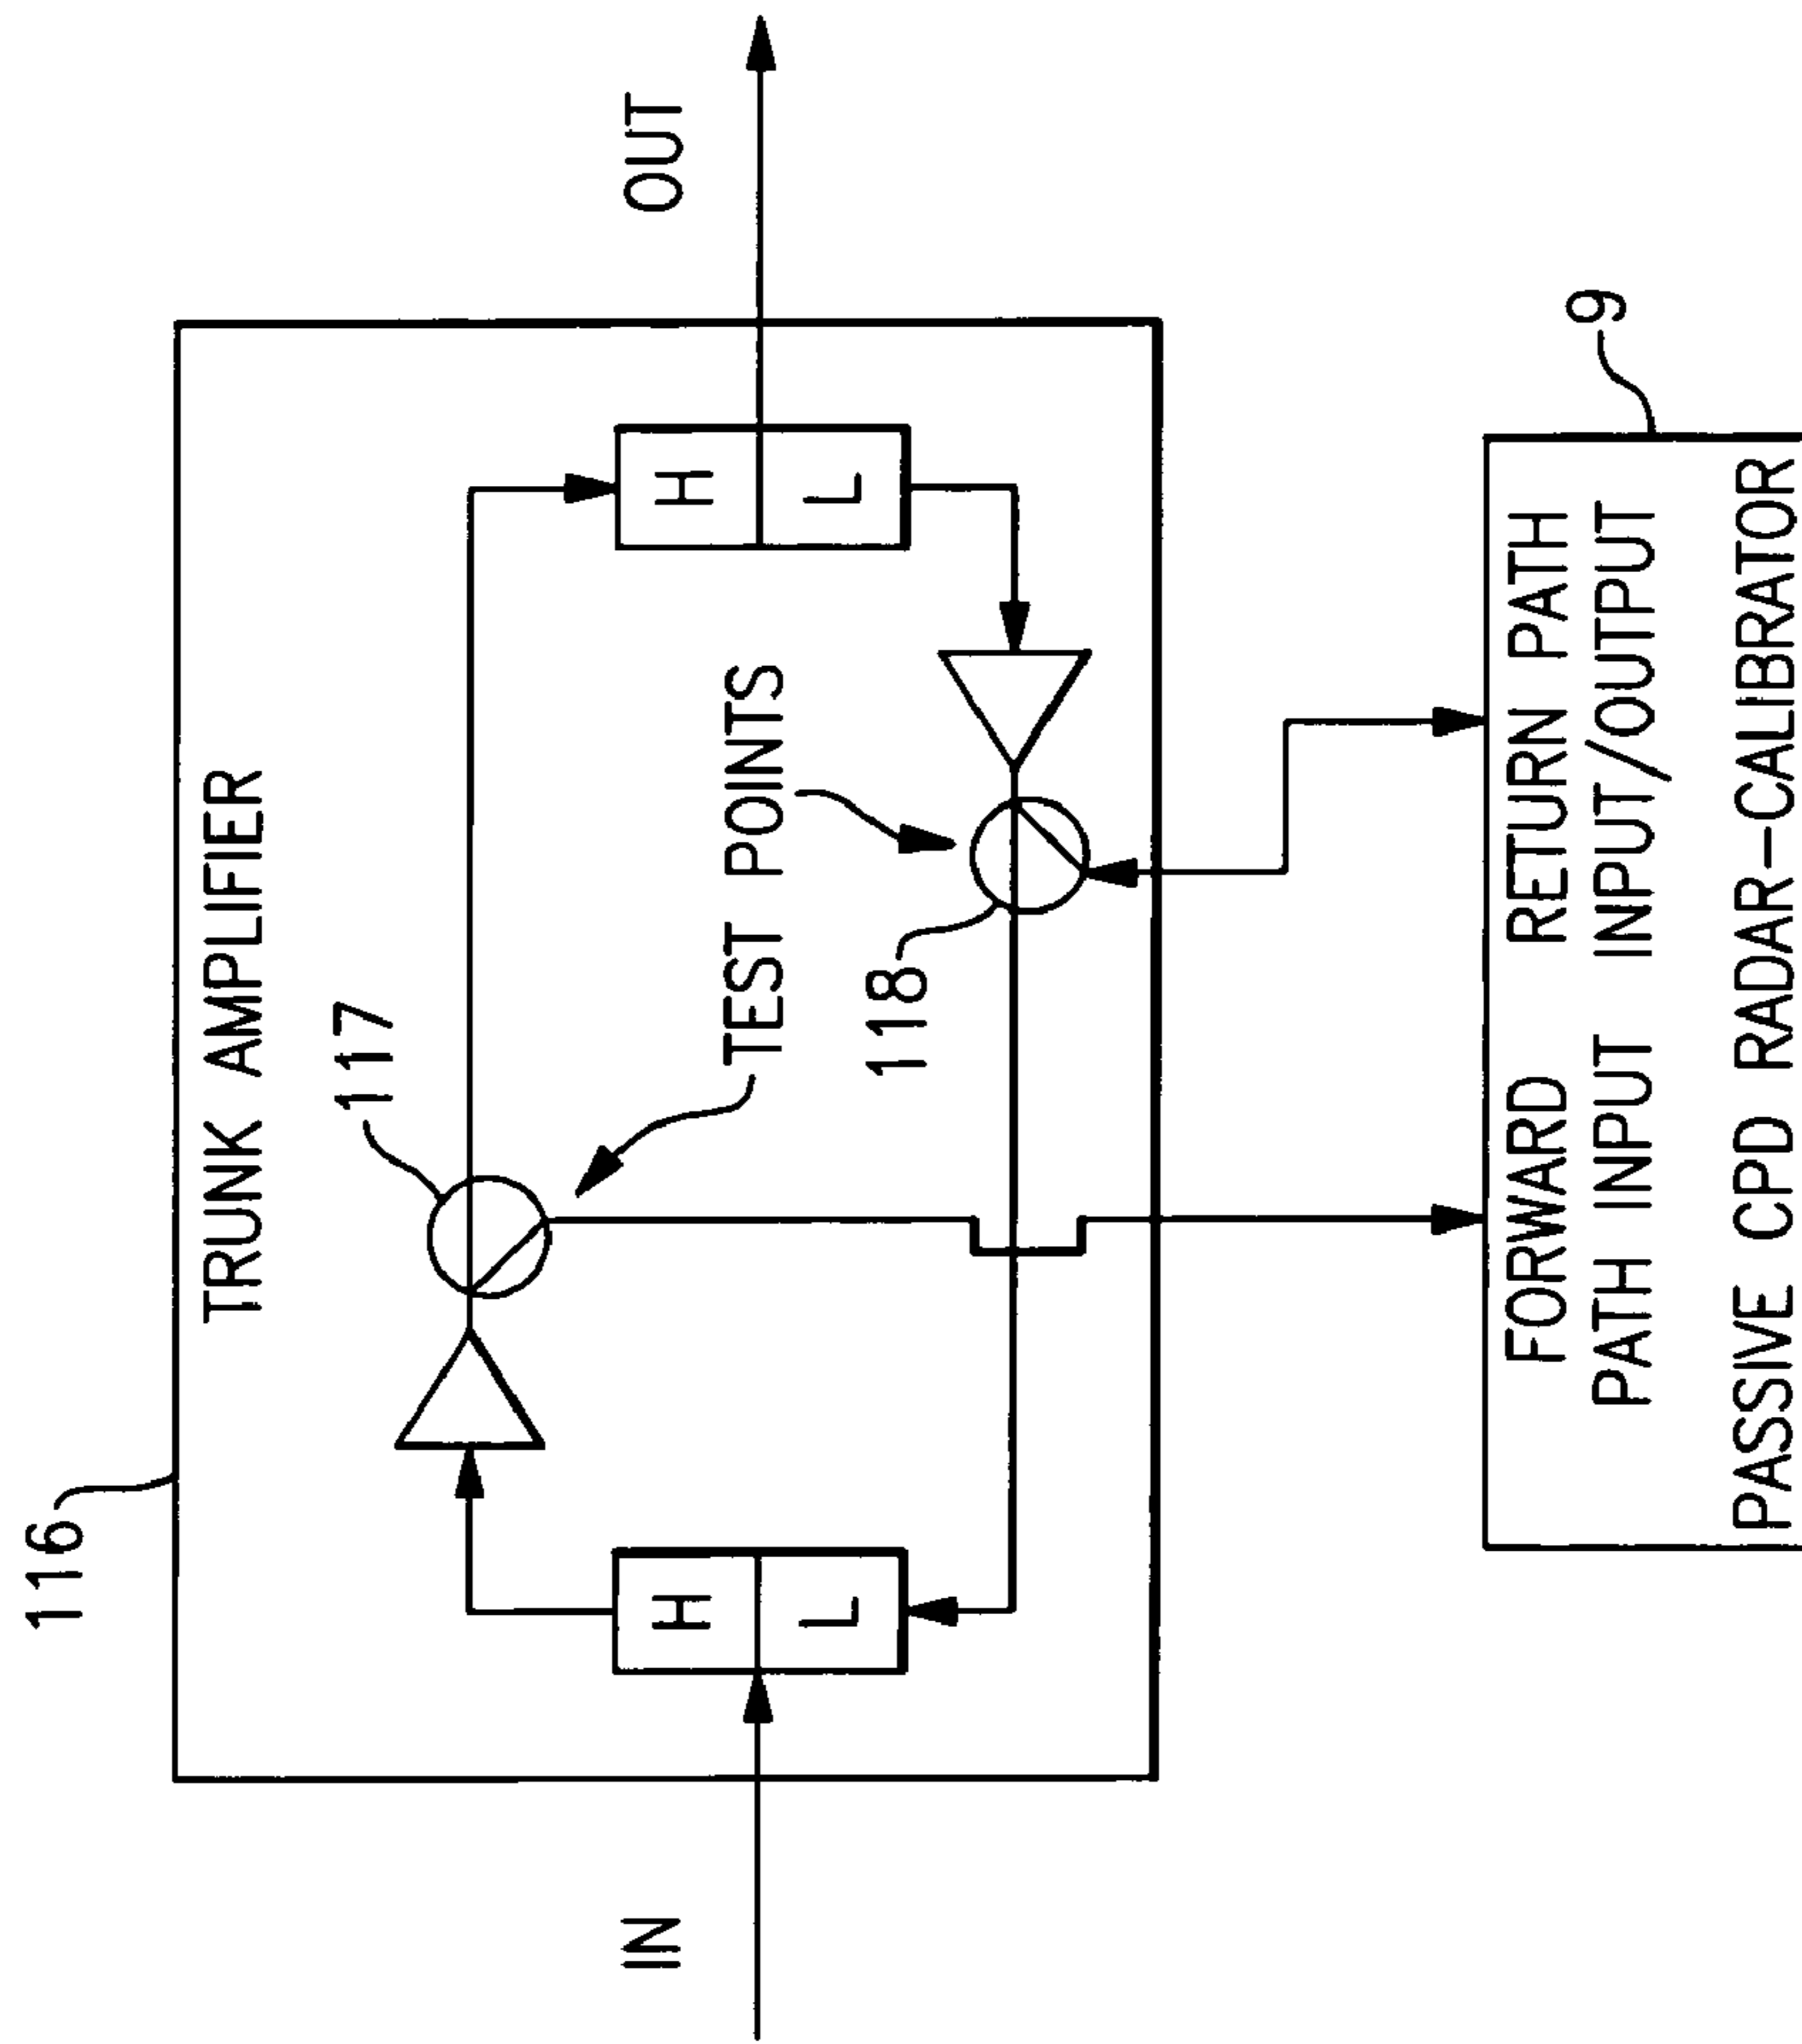 116
TRUNK AMPLIFIER
117
TEST POINTS
118
IN
H
L
H
L
OUT
9
FORWARD PATH INPUT
RETURN PATH INPUT/OUTPUT
PASSIVE CPD RADAR-CALIBRATOR